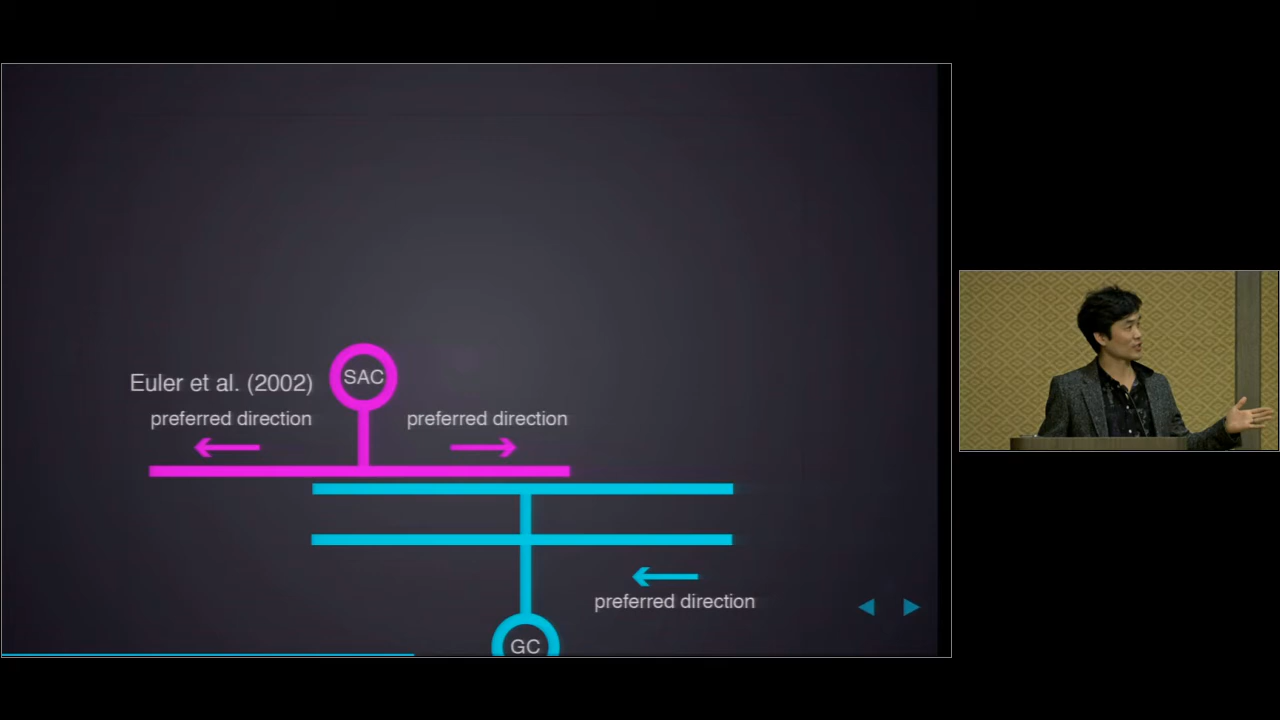 Euler et al. (2002)
SAC
preferred direction
preferred direction
preferred direction
GC